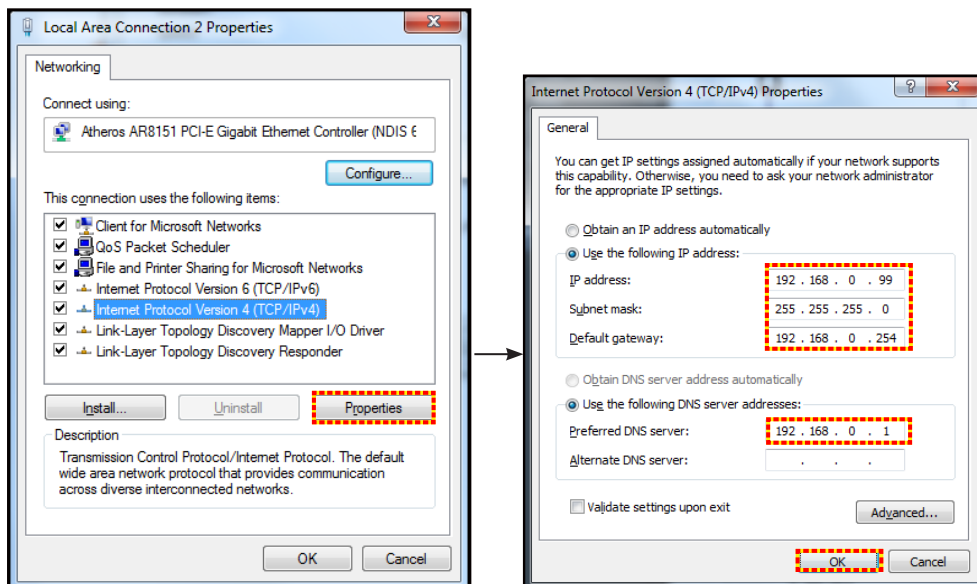 Local Area Connection 2 Properties
Networking
Connect using:
Atheros AR8151 PCI-E Gigabit Ethernet Controller (NDIS 6
Configure...
This connection uses the following items:
Client for Microsoft Networks
QoS Packet Scheduler
File and Printer Sharing for Microsoft Networks
Internet Protocol Version 6 (TCP/IPv6)
Internet Protocol Version 4 (TCP/IPv4)
Link-Layer Topology Discovery Mapper I/O Driver
Link-Layer Topology Discovery Responder
Install...
Uninstall
Properties
Description
Transmission Control Protocol/Internet Protocol. The default
wide area network protocol that provides communication
across diverse interconnected networks.
OK
Cancel
Internet Protocol Version 4 (TCP/IPv4) Properties
?
General
You can get IP settings assigned automatically if your network supports
this capability. Otherwise, you need to ask your network administrator
for the appropriate IP settings.
Obtain an IP address automatically
Use the following IP address:
IP address: 192 . 168 . 0 . 99
Subnet mask: 255 . 255 . 255 . 0
Default gateway: 192 . 168 . 0 . 254
Obtain DNS server address automatically
Use the following DNS server addresses:
Preferred DNS server: 192 . 168 . 0 . 1
Alternate DNS server: . . .
Validate settings upon exit
Advanced...
OK
Cancel